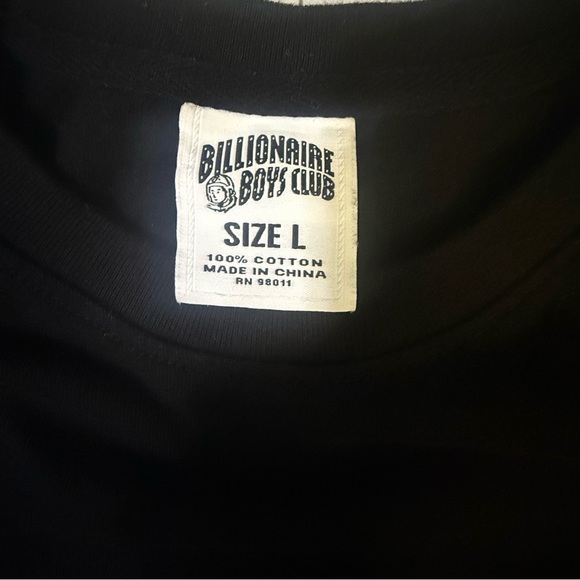 BILLIONAIRE
BOYS CLUB
SIZE L
100% COTTON
MADE IN CHINA
RN 98011